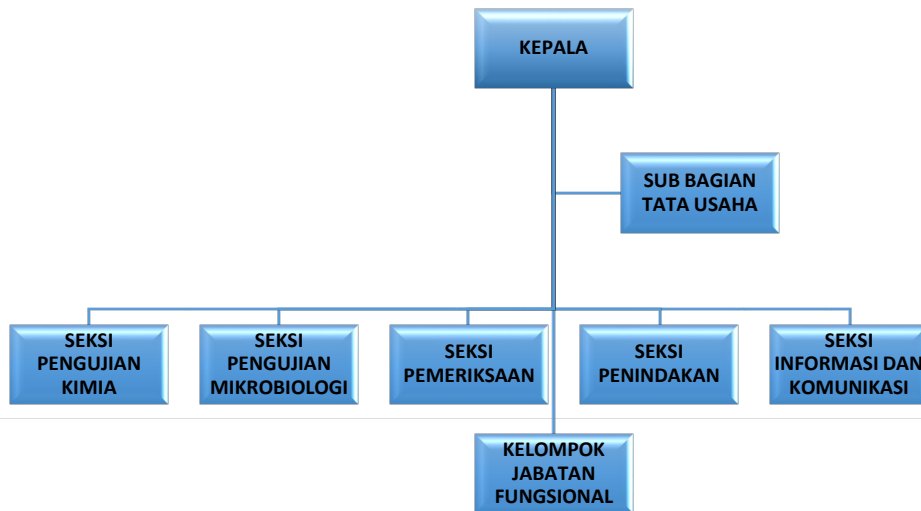 KEPALA
SUB BAGIAN
TATA USAHA
SEKSI
PENGUJIAN
KIMIA
SEKSI
PENGUJIAN
MIKROBIOLOGI
SEKSI
PEMERIKSAAN
SEKSI
PENINDAKAN
SEKSI
INFORMASI DAN
KOMUNIKASI
KELOMPOK
JABATAN
FUNGSIONAL